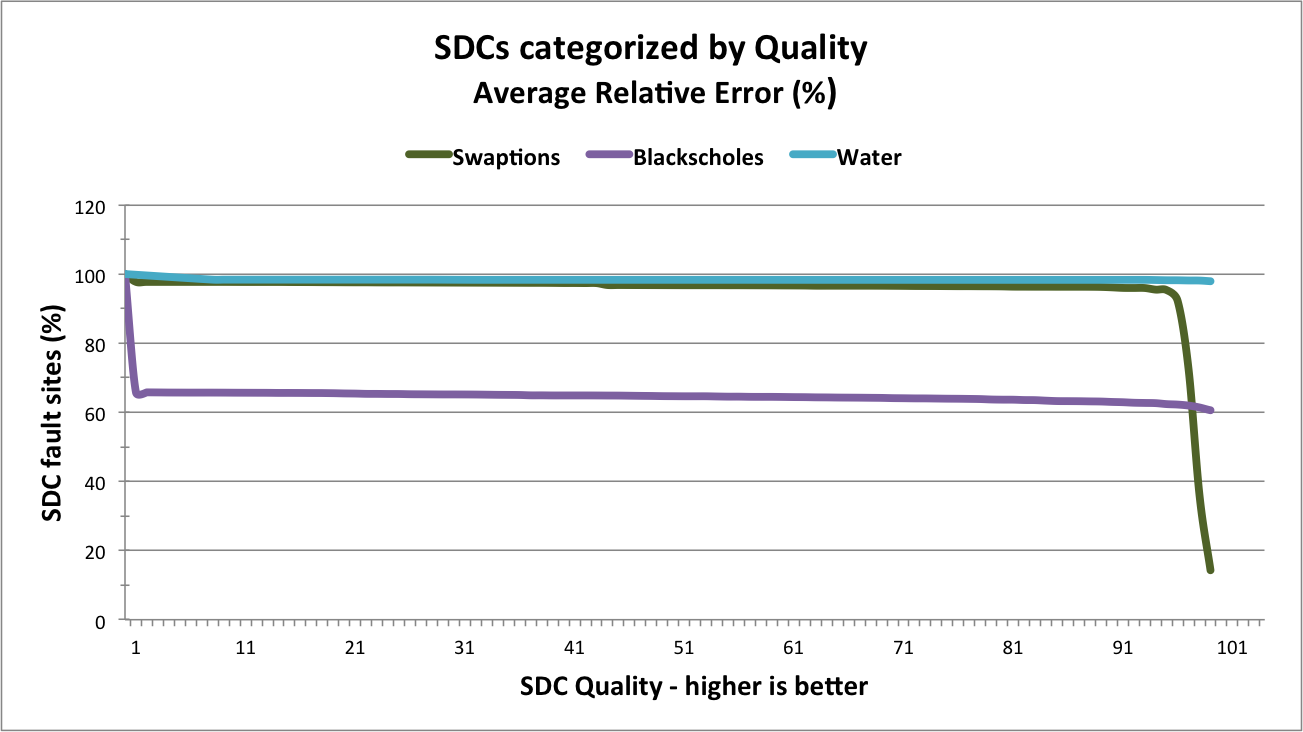 SDCs categorized by Quality
Average Relative Error (%)
Swaptions Blackscholes Water
120
100
80
60
40
20
0
SDC fault sites (%)
1 11 21 31 41 51 61 71 81 91 101
SDC Quality - higher is better